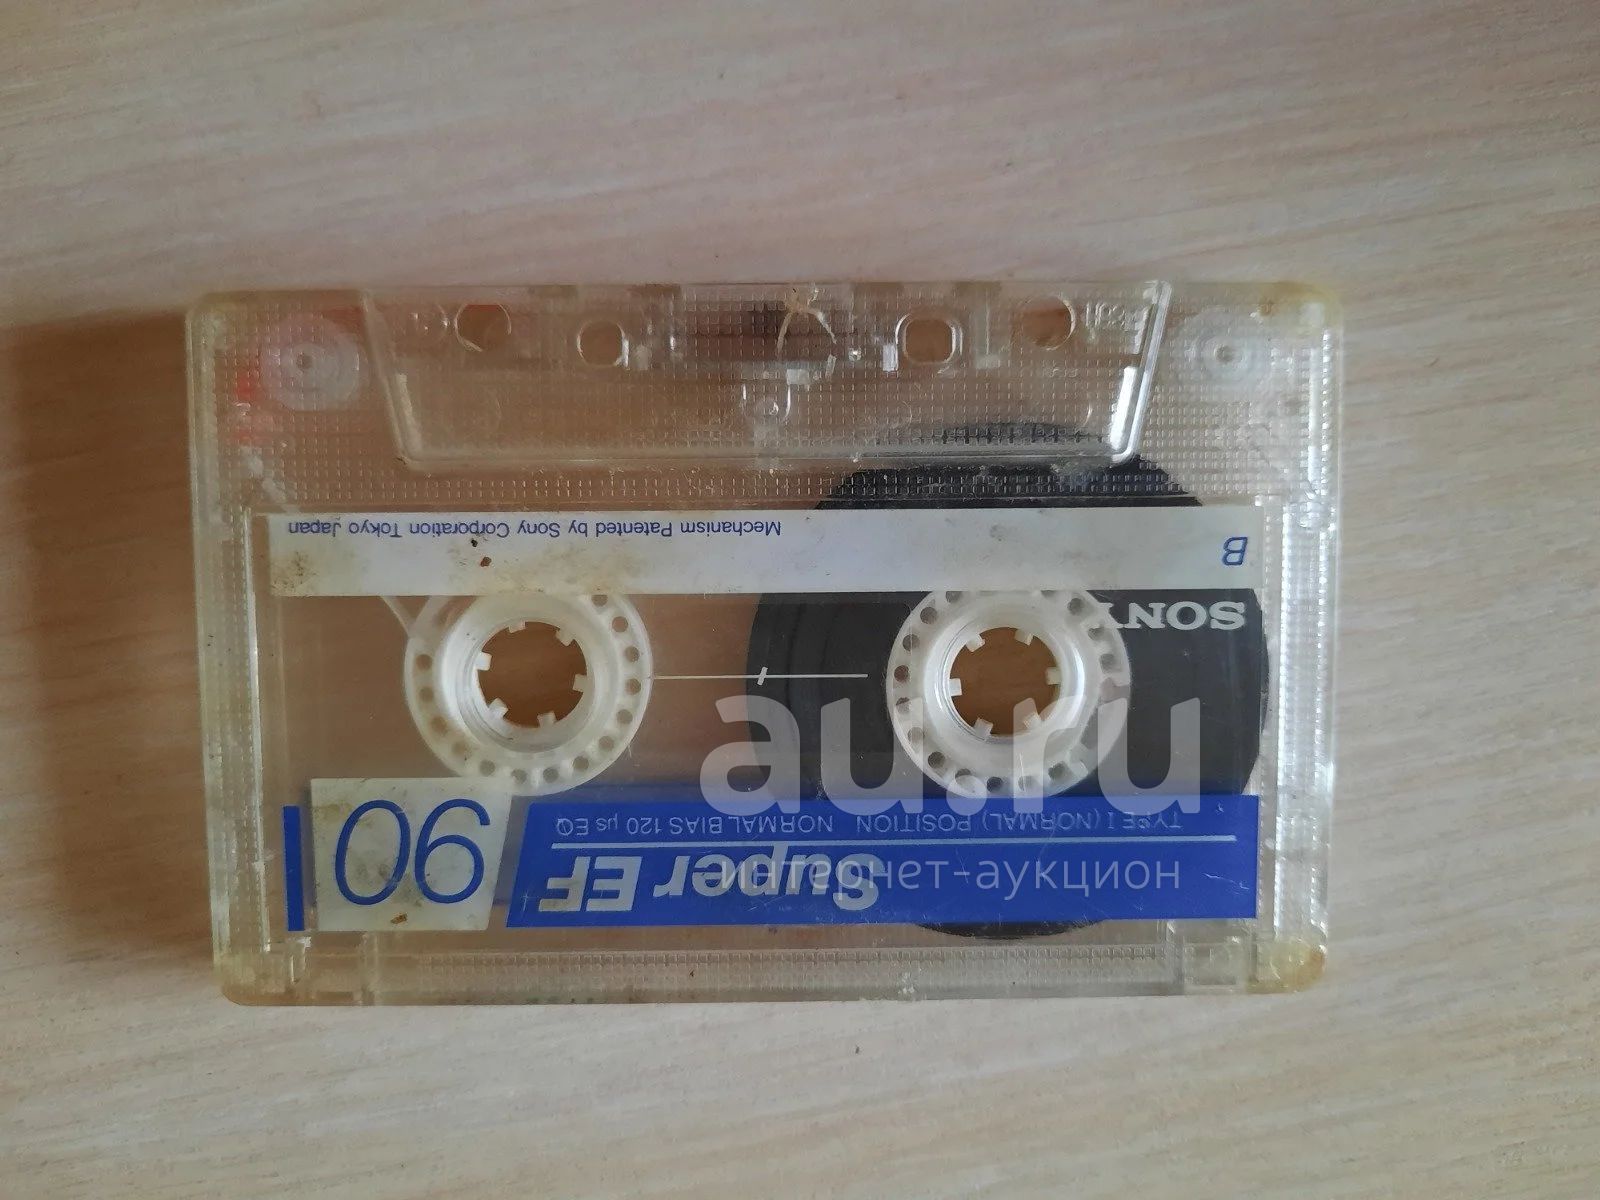 Super EF 90
TYPE I (NORMAL) POSITION NORMAL BIAS 120 µs EQ
SONY
B
Mechanism Patented by Sony Corporation Tokyo Japan
au.ru
интернет-аукцион